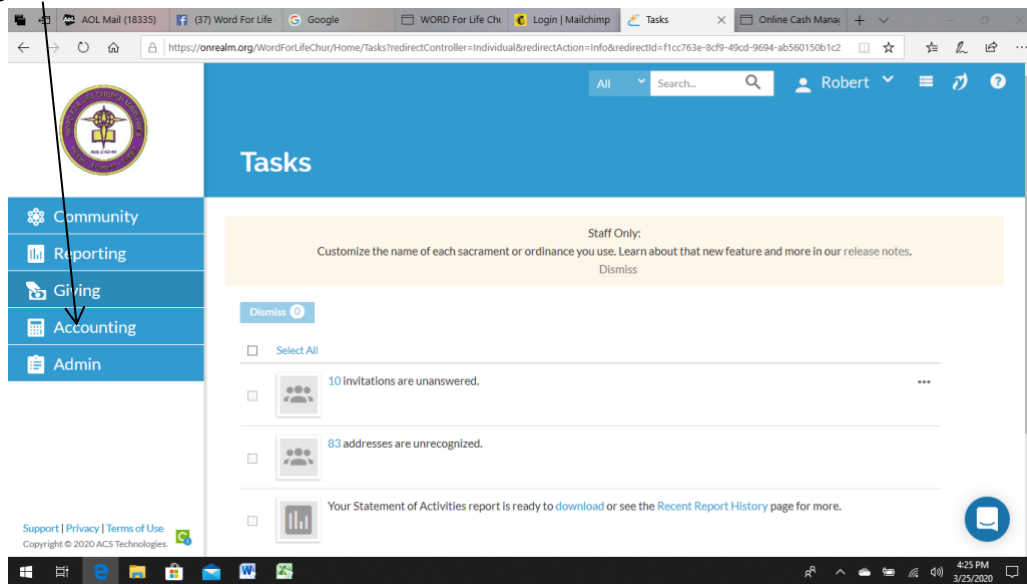 AOL Mail (18335)
(37) Word For Life
Google
WORD For Life Chu
Login | Mailchimp
Tasks
Online Cash Manag
https://onrealm.org/WordForLifeChur/Home/Tasks?redirectController=Individual&redirectAction=Info&redirectId=f1cc763e-8cf9-49cd-9694-ab560150b1c2
All
Search...
Robert
Tasks
Community
Reporting
Giving
Accounting
Admin
Staff Only:
Customize the name of each sacrament or ordinance you use. Learn about that new feature and more in our release notes.
Dismiss
Dismiss 0
Select All
10 invitations are unanswered.
83 addresses are unrecognized.
Your Statement of Activities report is ready to download or see the Recent Report History page for more.
Support | Privacy | Terms of Use
Copyright © 2020 ACS Technologies.
4:25 PM
3/25/2020